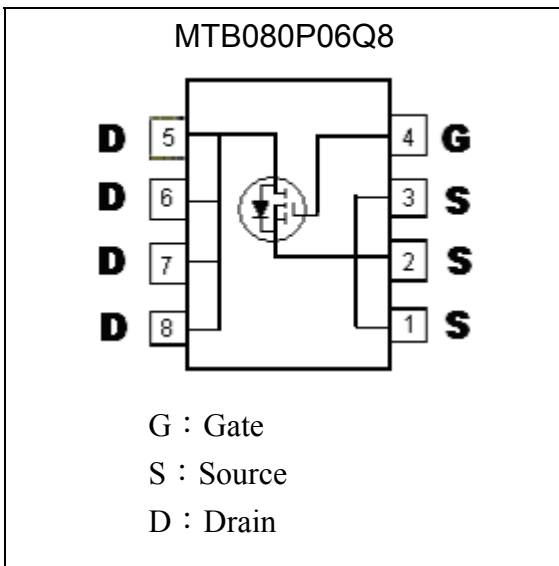 MTB080P06Q8
D 5 4 G
D 6 3 S
D 7 2 S
D 8 1 S
G：Gate
S：Source
D：Drain